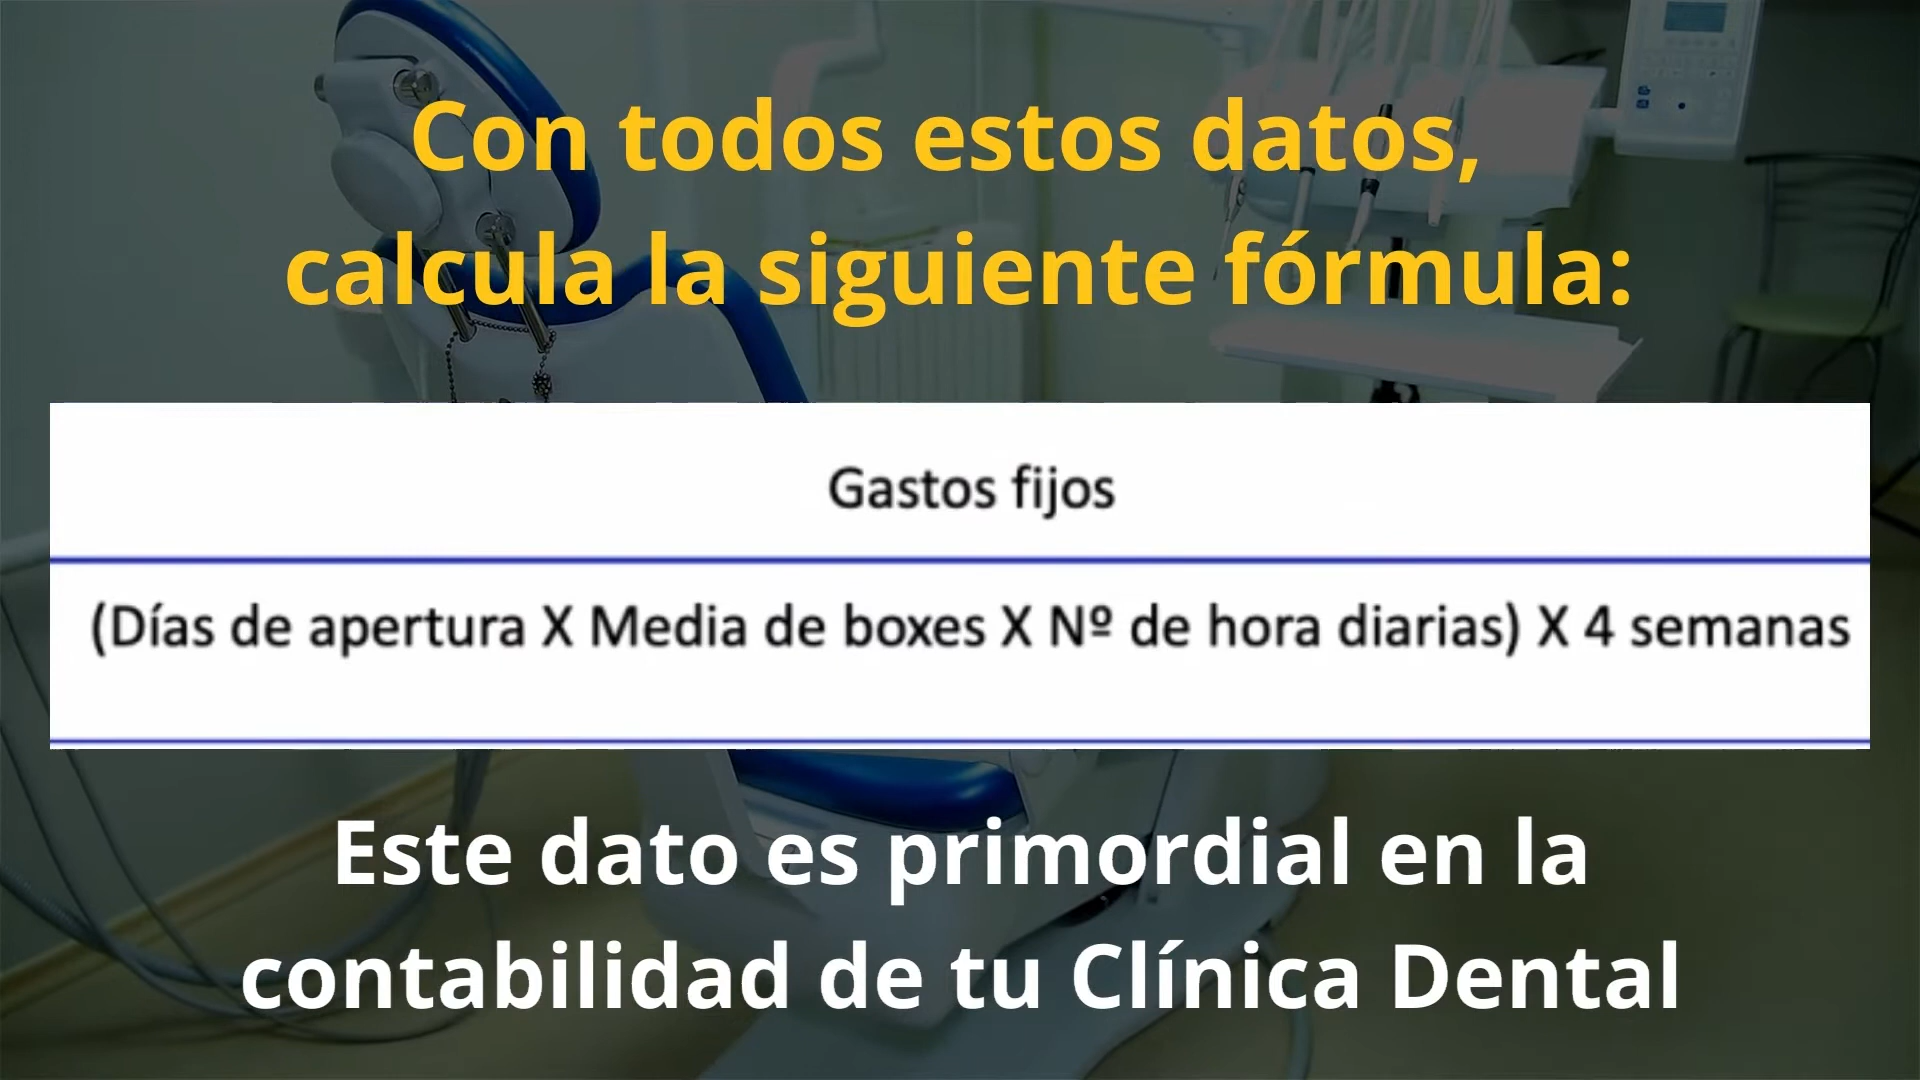 Con todos estos datos,
calcula la siguiente fórmula:
Gastos fijos
(Días de apertura X Media de boxes X Nº de hora diarias) X 4 semanas
Este dato es primordial en la
contabilidad de tu Clínica Dental